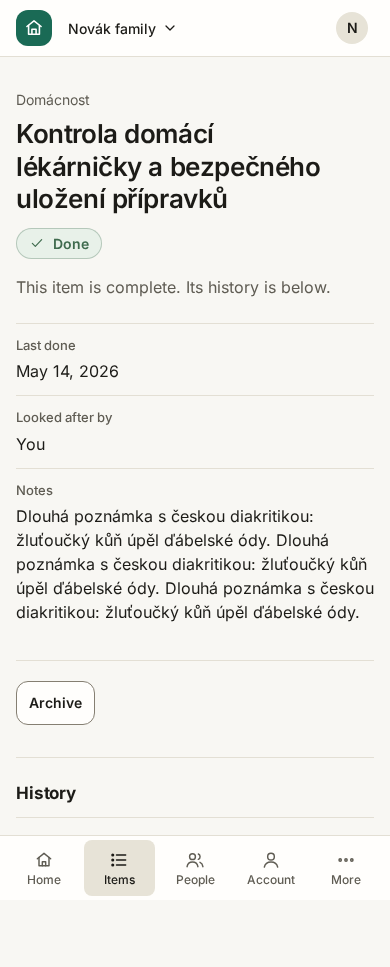 Novák family
N
Domácnost
Kontrola domácí
lékárničky a bezpečného
uložení přípravků
Done
This item is complete. Its history is below.
Last done
May 14, 2026
Looked after by
You
Notes
Dlouhá poznámka s českou diakritikou:
žluťoučký kůň úpěl ďábelské ódy. Dlouhá
poznámka s českou diakritikou: žluťoučký kůň
úpěl ďábelské ódy. Dlouhá poznámka s českou
diakritikou: žluťoučký kůň úpěl ďábelské ódy.
Archive
History
Home
Items
People
Account
More